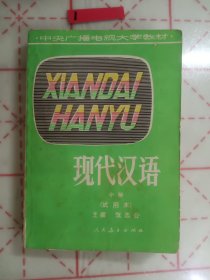 ·中央广播电视大学教材·
XIANDAI
HANYU
现代汉语
中册
(试用本)
主编 张志公
人民教育出版社